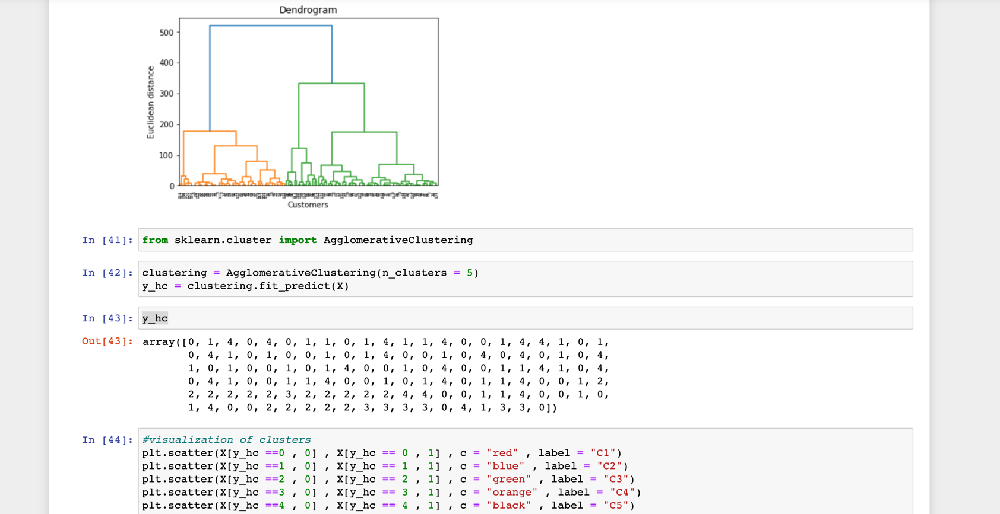 Dendrogram
500
400
300
200
100
0
Euclidean distance
Customers
In [41]: from sklearn.cluster import AgglomerativeClustering
In [42]: clustering = AgglomerativeClustering(n_clusters = 5)
y_hc = clustering.fit_predict(X)
In [43]: y_hc
Out[43]: array([0, 1, 4, 0, 4, 0, 1, 1, 0, 1, 4, 1, 1, 4, 0, 0, 1, 4, 4, 1, 0, 1,
0, 4, 1, 0, 1, 0, 0, 1, 0, 1, 4, 0, 0, 1, 0, 4, 0, 4, 0, 1, 0, 4,
1, 0, 1, 0, 0, 1, 0, 1, 4, 0, 0, 1, 0, 4, 0, 0, 1, 1, 4, 1, 0, 4,
0, 4, 1, 0, 0, 1, 1, 4, 0, 0, 1, 0, 1, 4, 0, 1, 1, 4, 0, 0, 1, 2,
2, 2, 2, 2, 2, 3, 2, 2, 2, 2, 2, 4, 4, 0, 0, 1, 1, 4, 0, 0, 1, 0,
1, 4, 0, 0, 2, 2, 2, 2, 2, 3, 3, 3, 3, 0, 4, 1, 3, 3, 0])
In [44]: #visualization of clusters
plt.scatter(X[y_hc ==0 , 0] , X[y_hc == 0 , 1] , c = "red" , label = "C1")
plt.scatter(X[y_hc ==1 , 0] , X[y_hc == 1 , 1] , c = "blue" , label = "C2")
plt.scatter(X[y_hc ==2 , 0] , X[y_hc == 2 , 1] , c = "green" , label = "C3")
plt.scatter(X[y_hc ==3 , 0] , X[y_hc == 3 , 1] , c = "orange" , label = "C4")
plt.scatter(X[y_hc ==4 , 0] , X[y_hc == 4 , 1] , c = "black" , label = "C5")